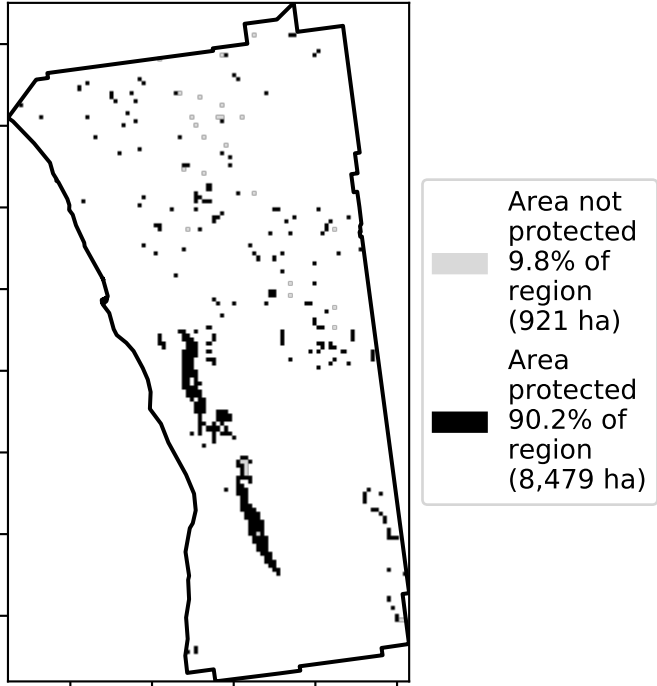 Area not
protected
9.8% of
region
(921 ha)
Area
protected
90.2% of
region
(8,479 ha)